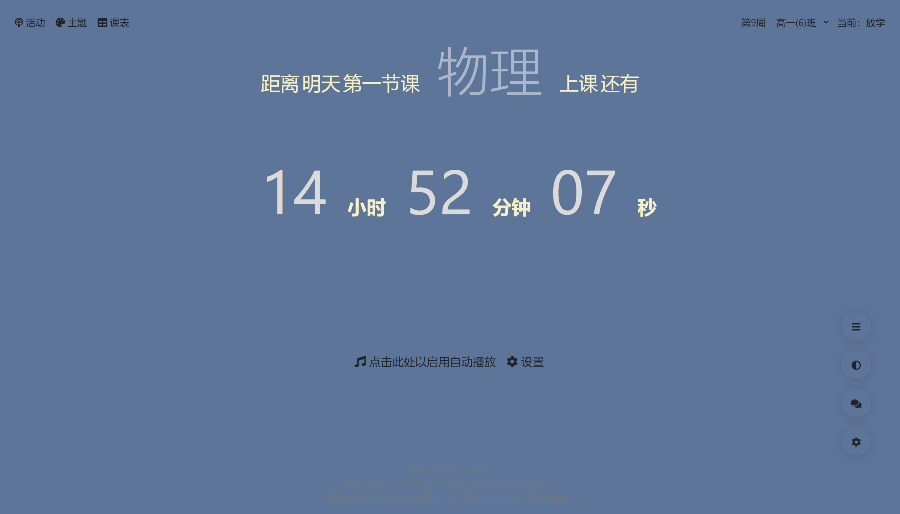 活动 主题 课表 第9周 高一(6)班 当前：放学
距离明天第一节课 物理 上课还有
14 小时 52 分钟 07 秒
点击此处以启用自动播放 设置